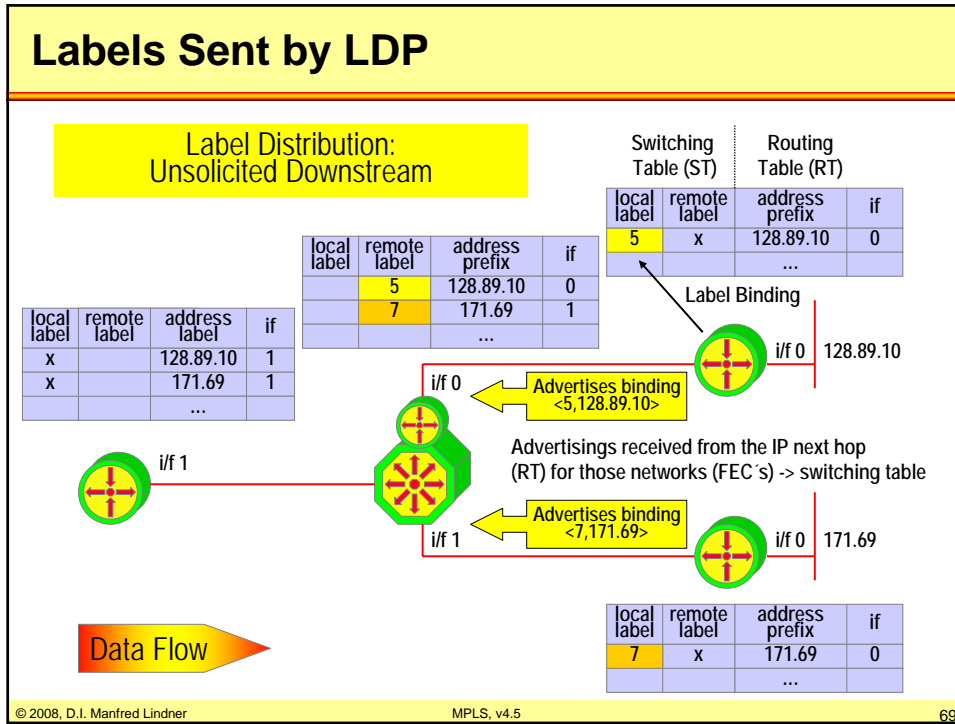 Labels Sent by LDP
Label Distribution:
Unsolicited Downstream
Switching
Table (ST)
Routing
Table (RT)
local
label
remote
label
address
prefix
if
5
x
128.89.10
0
...
local
label
remote
label
address
prefix
if
5
128.89.10
0
7
171.69
1
...
Label Binding
local
label
remote
label
address
label
if
x
128.89.10
1
x
171.69
1
...
i/f 0
128.89.10
i/f 0
Advertises binding
<5,128.89.10>
Advertisings received from the IP next hop
(RT) for those networks (FEC´s) -> switching table
i/f 1
Advertises binding
<7,171.69>
i/f 1
i/f 0
171.69
local
label
remote
label
address
prefix
if
7
x
171.69
0
...
Data Flow
© 2008, D.I. Manfred Lindner
MPLS, v4.5
69